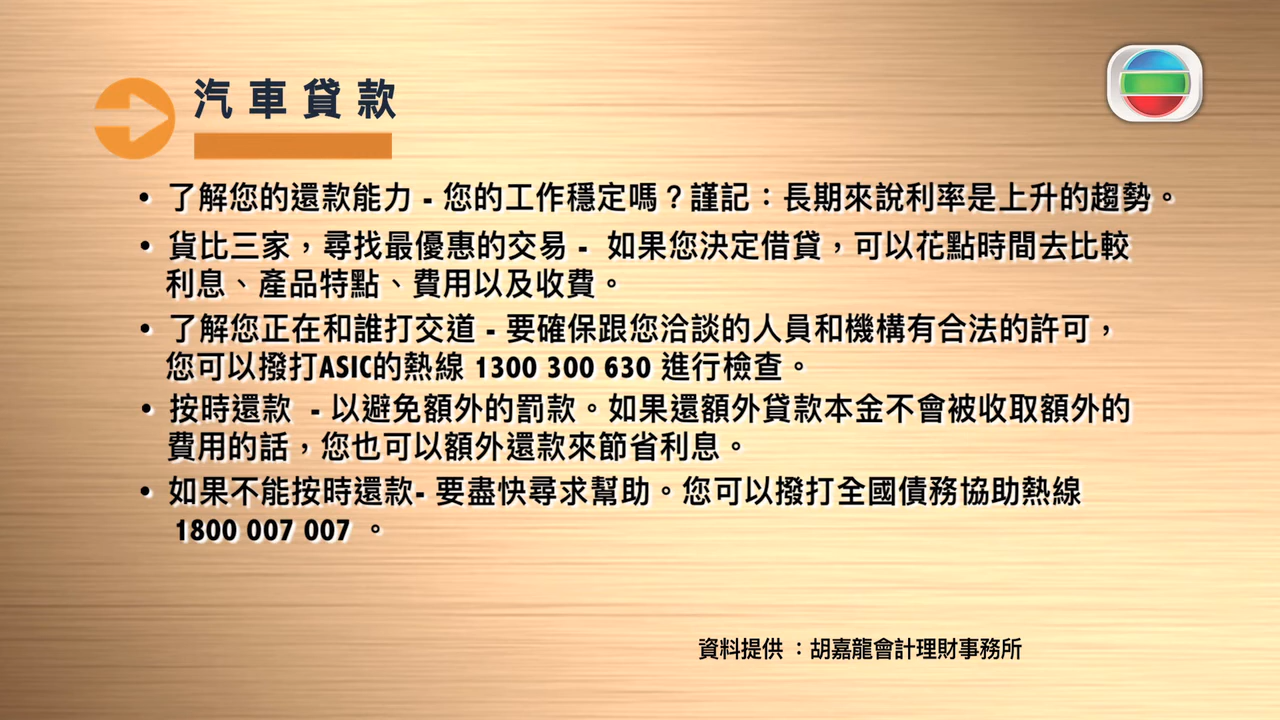 汽車貸款
• 了解您的還款能力 - 您的工作穩定嗎？謹記：長期來說利率是上升的趨勢。
• 貨比三家，尋找最優惠的交易 - 如果您決定借貸，可以花點時間去比較
利息、產品特點、費用以及收費。
• 了解您正在和誰打交道 - 要確保跟您洽談的人員和機構有合法的許可，
您可以撥打ASIC的熱線 1300 300 630 進行檢查。
• 按時還款 - 以避免額外的罰款。如果還額外貸款本金不會被收取額外的
費用的話，您也可以額外還款來節省利息。
• 如果不能按時還款- 要盡快尋求幫助。您可以撥打全國債務協助熱線
1800 007 007 。
資料提供 ：胡嘉龍會計理財事務所